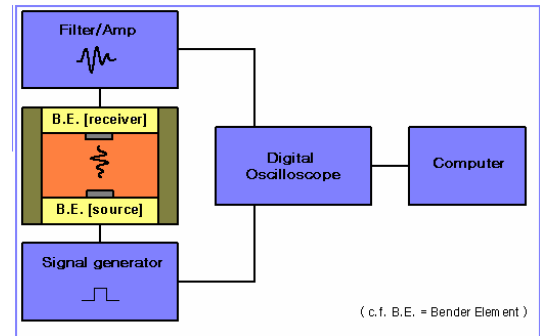 Filter/Amp
B.E. [receiver]
B.E. [source]
Signal generator
Digital
Oscilloscope
Computer
( c.f. B.E. = Bender Element )